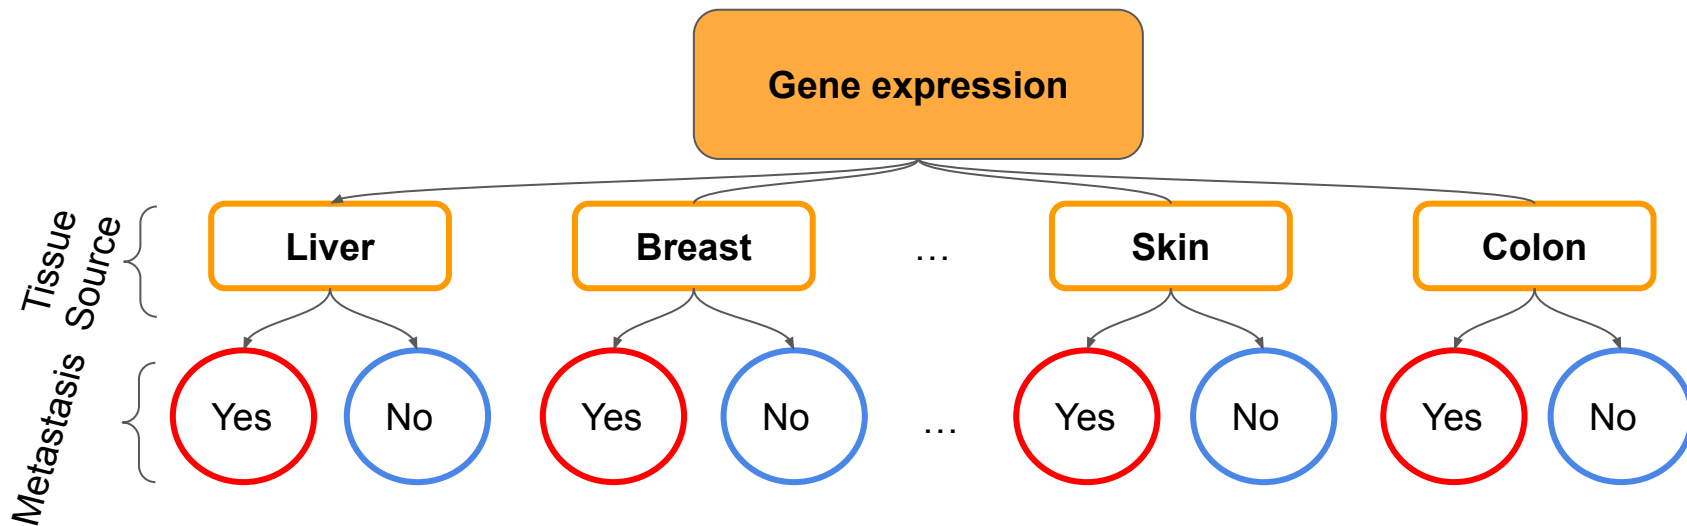 Gene expression
Tissue
Source
Liver
Breast
...
Skin
Colon
Metastasis
Yes
No
Yes
No
...
Yes
No
Yes
No